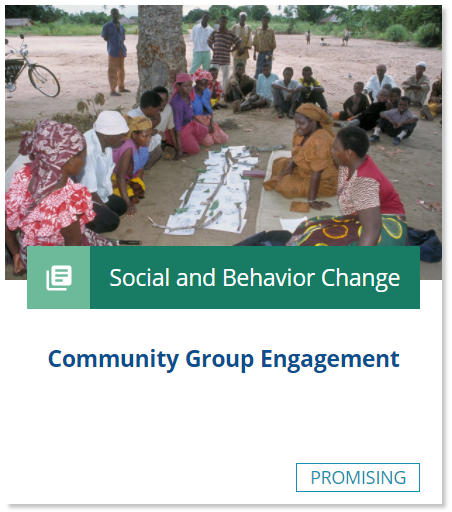 Social and Behavior Change
Community Group Engagement
PROMISING